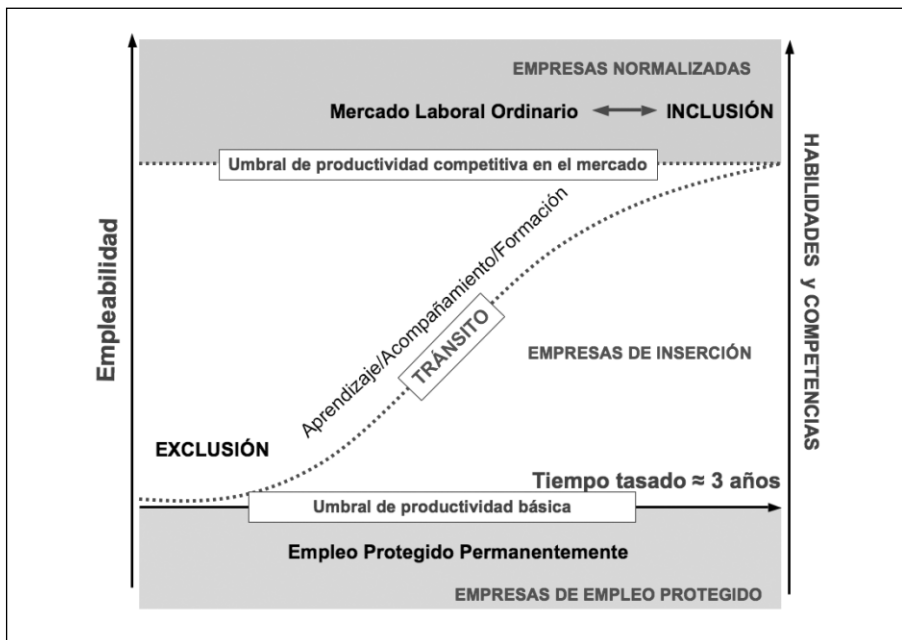 EMPRESAS NORMALIZADAS
Mercado Laboral Ordinario INCLUSIÓN
Umbral de productividad competitiva en el mercado
Empleabilidad
HABILIDADES y COMPETENCIAS
Aprendizaje/Acompañamiento/Formación
TRÁNSITO
EMPRESAS DE INSERCIÓN
EXCLUSIÓN
Tiempo tasado ≈ 3 años
Umbral de productividad básica
Empleo Protegido Permanentemente
EMPRESAS DE EMPLEO PROTEGIDO